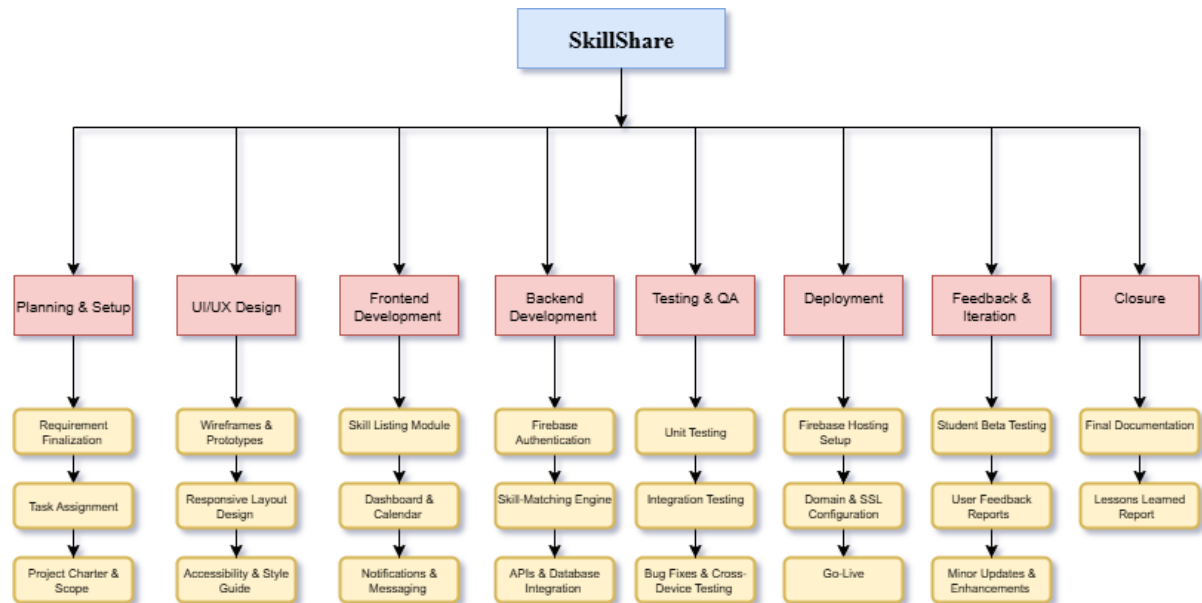 SkillShare
Planning & Setup
UI/UX Design
Frontend
Development
Backend
Development
Testing & QA
Deployment
Feedback &
Iteration
Closure
Requirement
Finalization
Wireframes &
Prototypes
Skill Listing Module
Firebase
Authentication
Unit Testing
Firebase Hosting
Setup
Student Beta Testing
Final Documentation
Task Assignment
Responsive Layout
Design
Dashboard &
Calendar
Skill-Matching Engine
Integration Testing
Domain & SSL
Configuration
User Feedback
Reports
Lessons Learned
Report
Project Charter &
Scope
Accessibility & Style
Guide
Notifications &
Messaging
APIs & Database
Integration
Bug Fixes & Cross-
Device Testing
Go-Live
Minor Updates &
Enhancements